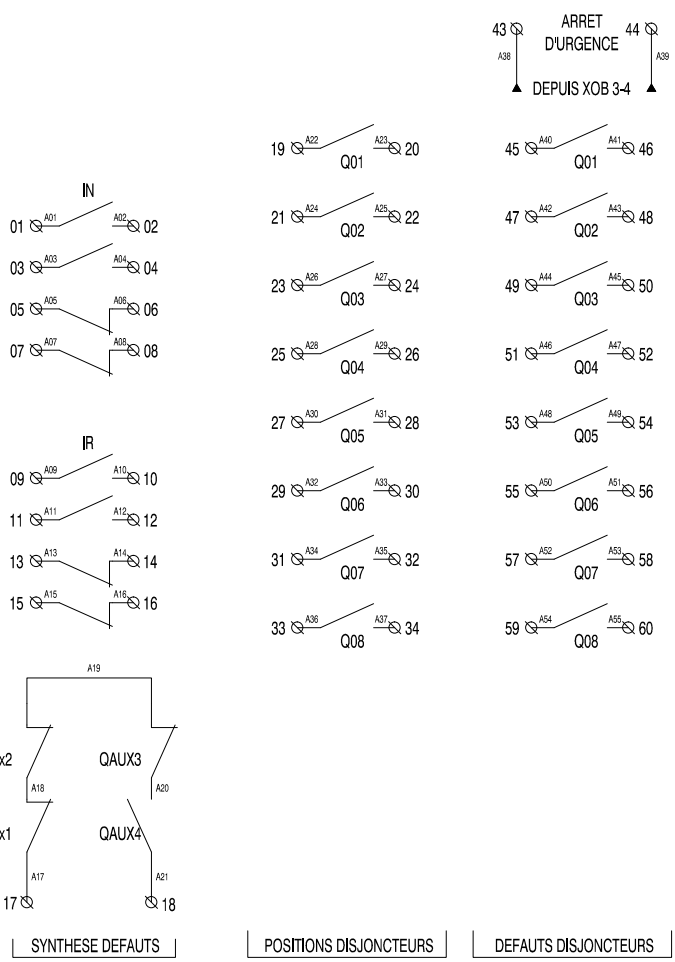 43 ARRET 44
D'URGENCE
A38 A39
DEPUIS XOB 3-4
IN
01 A01 A02 02
03 A03 A04 04
05 A05 A06 06
07 A07 A08 08
IR
09 A09 A10 10
11 A11 A12 12
13 A13 A14 14
15 A15 A16 16
A19
x2 QAUX3
A18 A20
x1 QAUX4
A17 A21
17 18
SYNTHESE DEFAUTS
19 A22 A23 20
Q01
21 A24 A25 22
Q02
23 A26 A27 24
Q03
25 A28 A29 26
Q04
27 A30 A31 28
Q05
29 A32 A33 30
Q06
31 A34 A35 32
Q07
33 A36 A37 34
Q08
POSITIONS DISJONCTEURS
45 A40 A41 46
Q01
47 A42 A43 48
Q02
49 A44 A45 50
Q03
51 A46 A47 52
Q04
53 A48 A49 54
Q05
55 A50 A51 56
Q06
57 A52 A53 58
Q07
59 A54 A55 60
Q08
DEFAUTS DISJONCTEURS